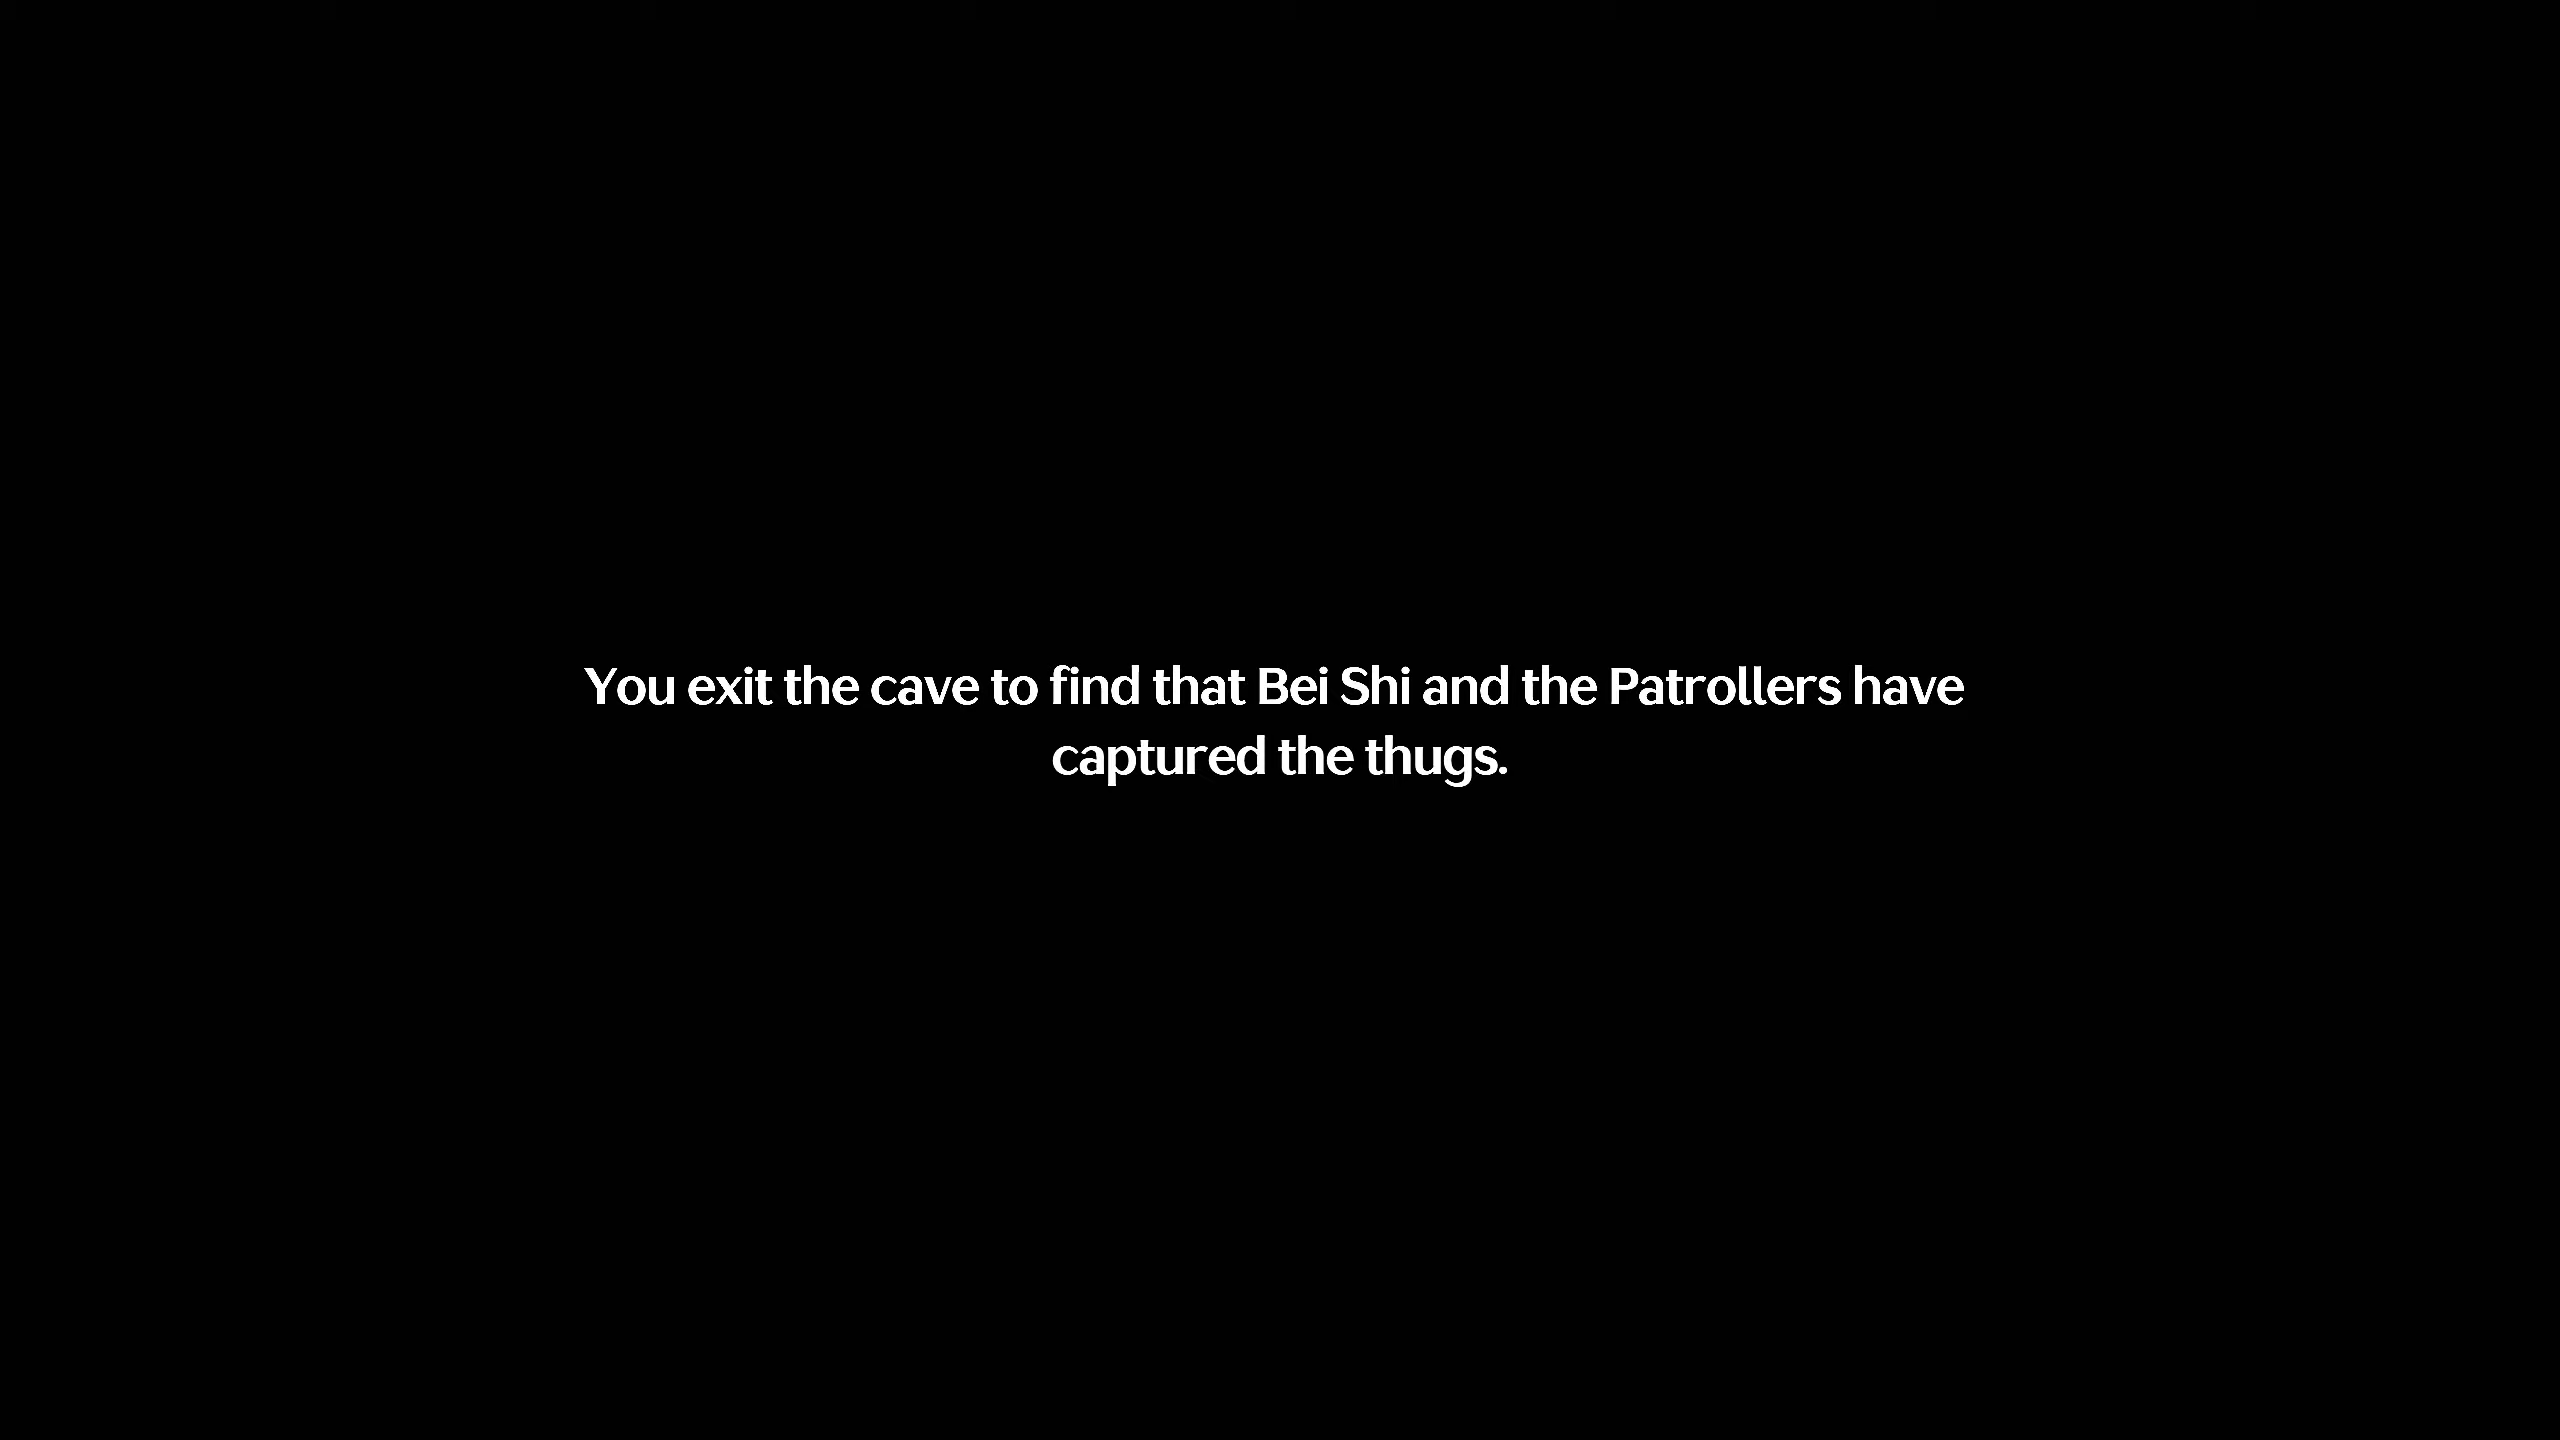 You exit the cave to find that Bei Shi and the Patrollers have
captured the thugs.